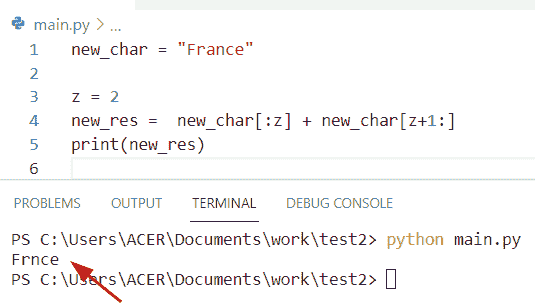 main.py > ...
1 new_char = "France"
2
3 z = 2
4 new_res =  new_char[:z] + new_char[z+1:]
5 print(new_res)
6
PROBLEMS OUTPUT TERMINAL DEBUG CONSOLE
PS C:\Users\ACER\Documents\work\test2> python main.py
Frnce
PS C:\Users\ACER\Documents\work\test2>